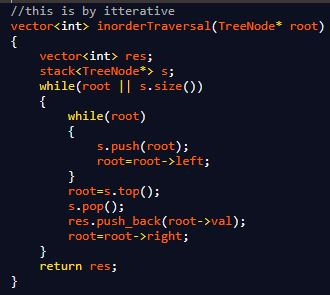 //this is by itterative
vector<int> inorderTraversal(TreeNode* root)
{
    vector<int> res;
    stack<TreeNode*> s;
    while(root || s.size())
    {
        while(root)
        {
            s.push(root);
            root=root->left;
        }
        root=s.top();
        s.pop();
        res.push_back(root->val);
        root=root->right;
    }
    return res;
}